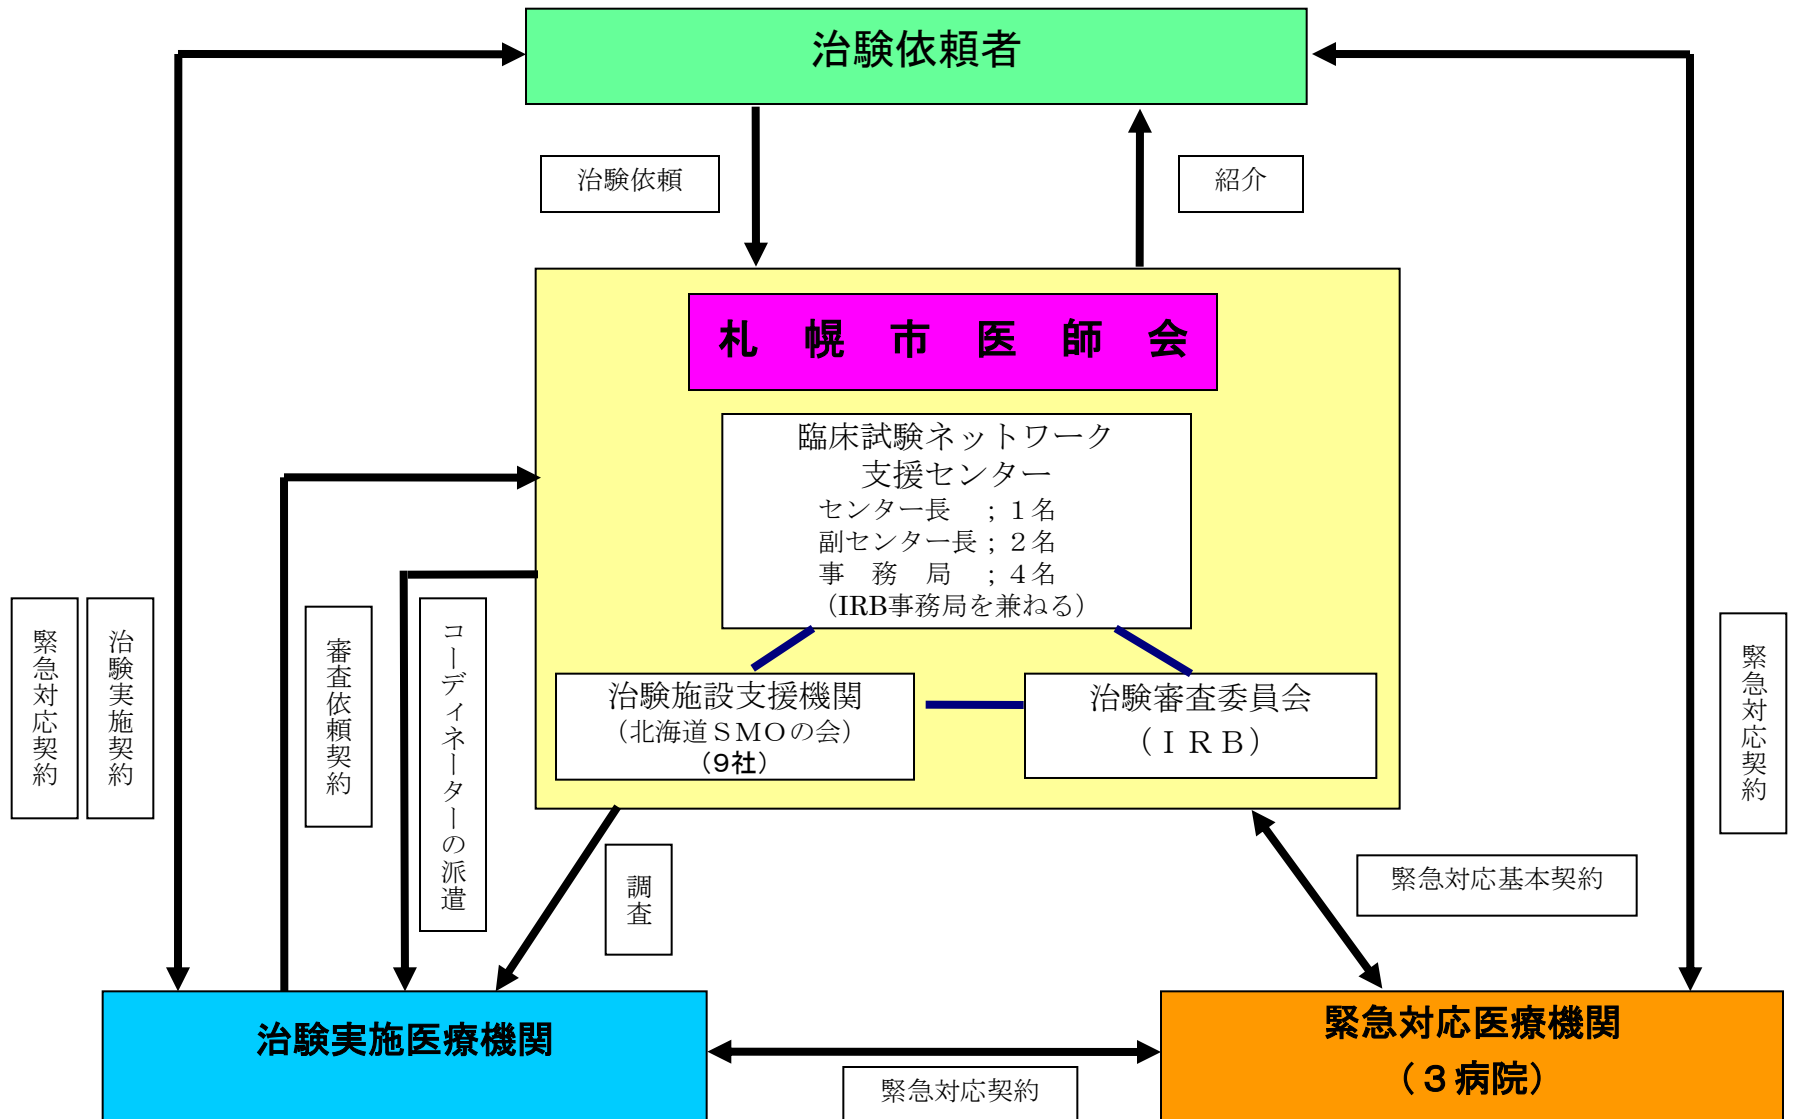 治験依頼者
治験依頼
紹介
札　幌　市　医　師　会
臨床試験ネットワーク
支援センター
センター長　；１名
副センター長；２名
事　務　局　；４名
（IRB事務局を兼ねる）
治験施設支援機関
（北海道ＳＭＯの会）
（９社）
治験審査委員会
（ＩＲＢ）
緊急対応契約
治験実施契約
審査依頼契約
コーディネーターの派遣
調査
緊急対応基本契約
緊急対応契約
治験実施医療機関
緊急対応契約
緊急対応医療機関
（３病院）